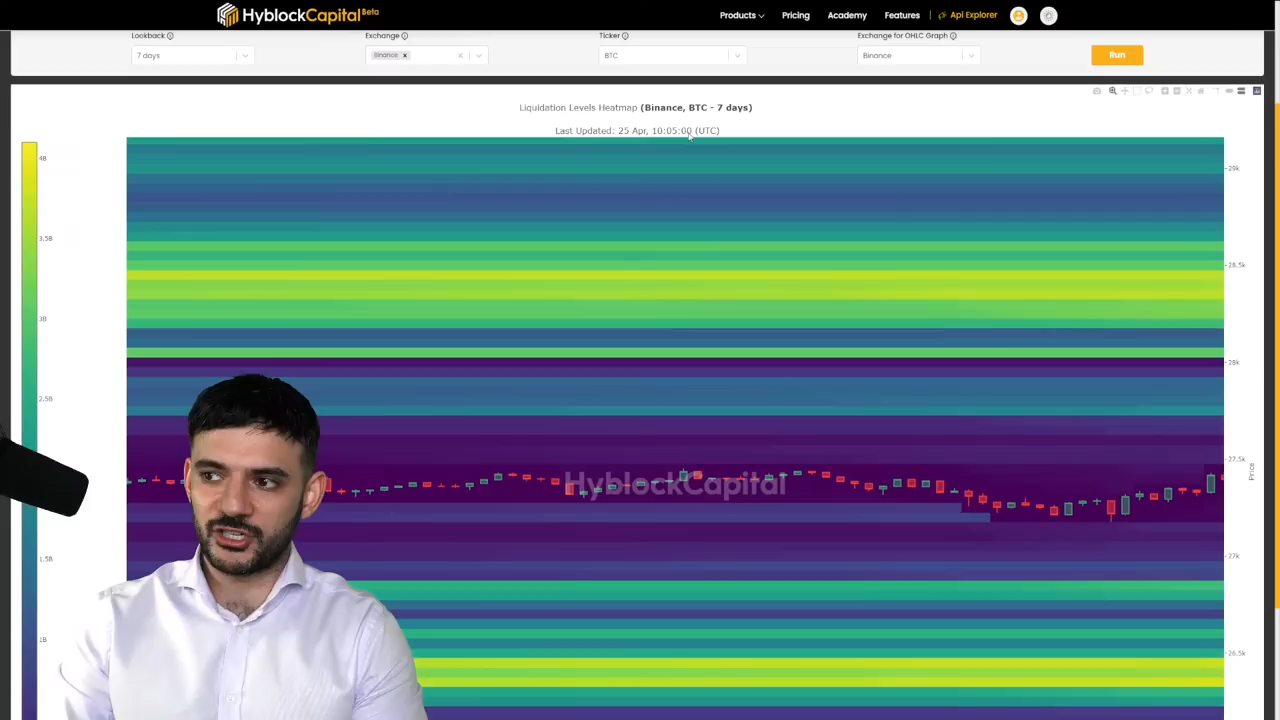 HyblockCapital Beta
Products Pricing Academy Features Api Explorer
Lookback Exchange Ticker Exchange for OHLC Graph
7 days Binance × BTC Binance Run
Liquidation Levels Heatmap (Binance, BTC - 7 days)
Last Updated: 25 Apr, 10:05:00 (UTC)
4B
29k
3.5B
28.5k
3B
28k
2.5B
27.5k
Price
HyblockCapital
1.5B
27k
1B
26.5k